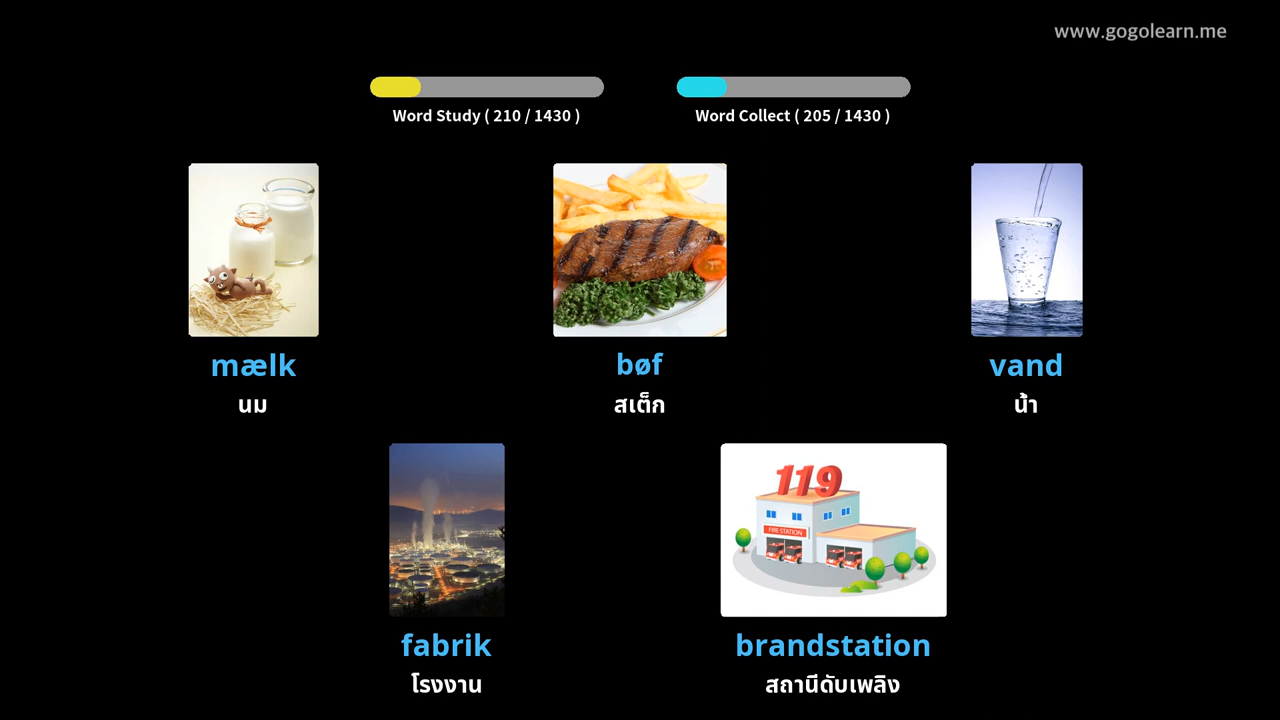 www.gogolearn.me
Word Study ( 210 / 1430 )
Word Collect ( 205 / 1430 )
mælk
bøf
vand
นม
สเต็ก
น้ำ
119
FIRE STATION
fabrik
brandstation
โรงงาน
สถานีดับเพลิง